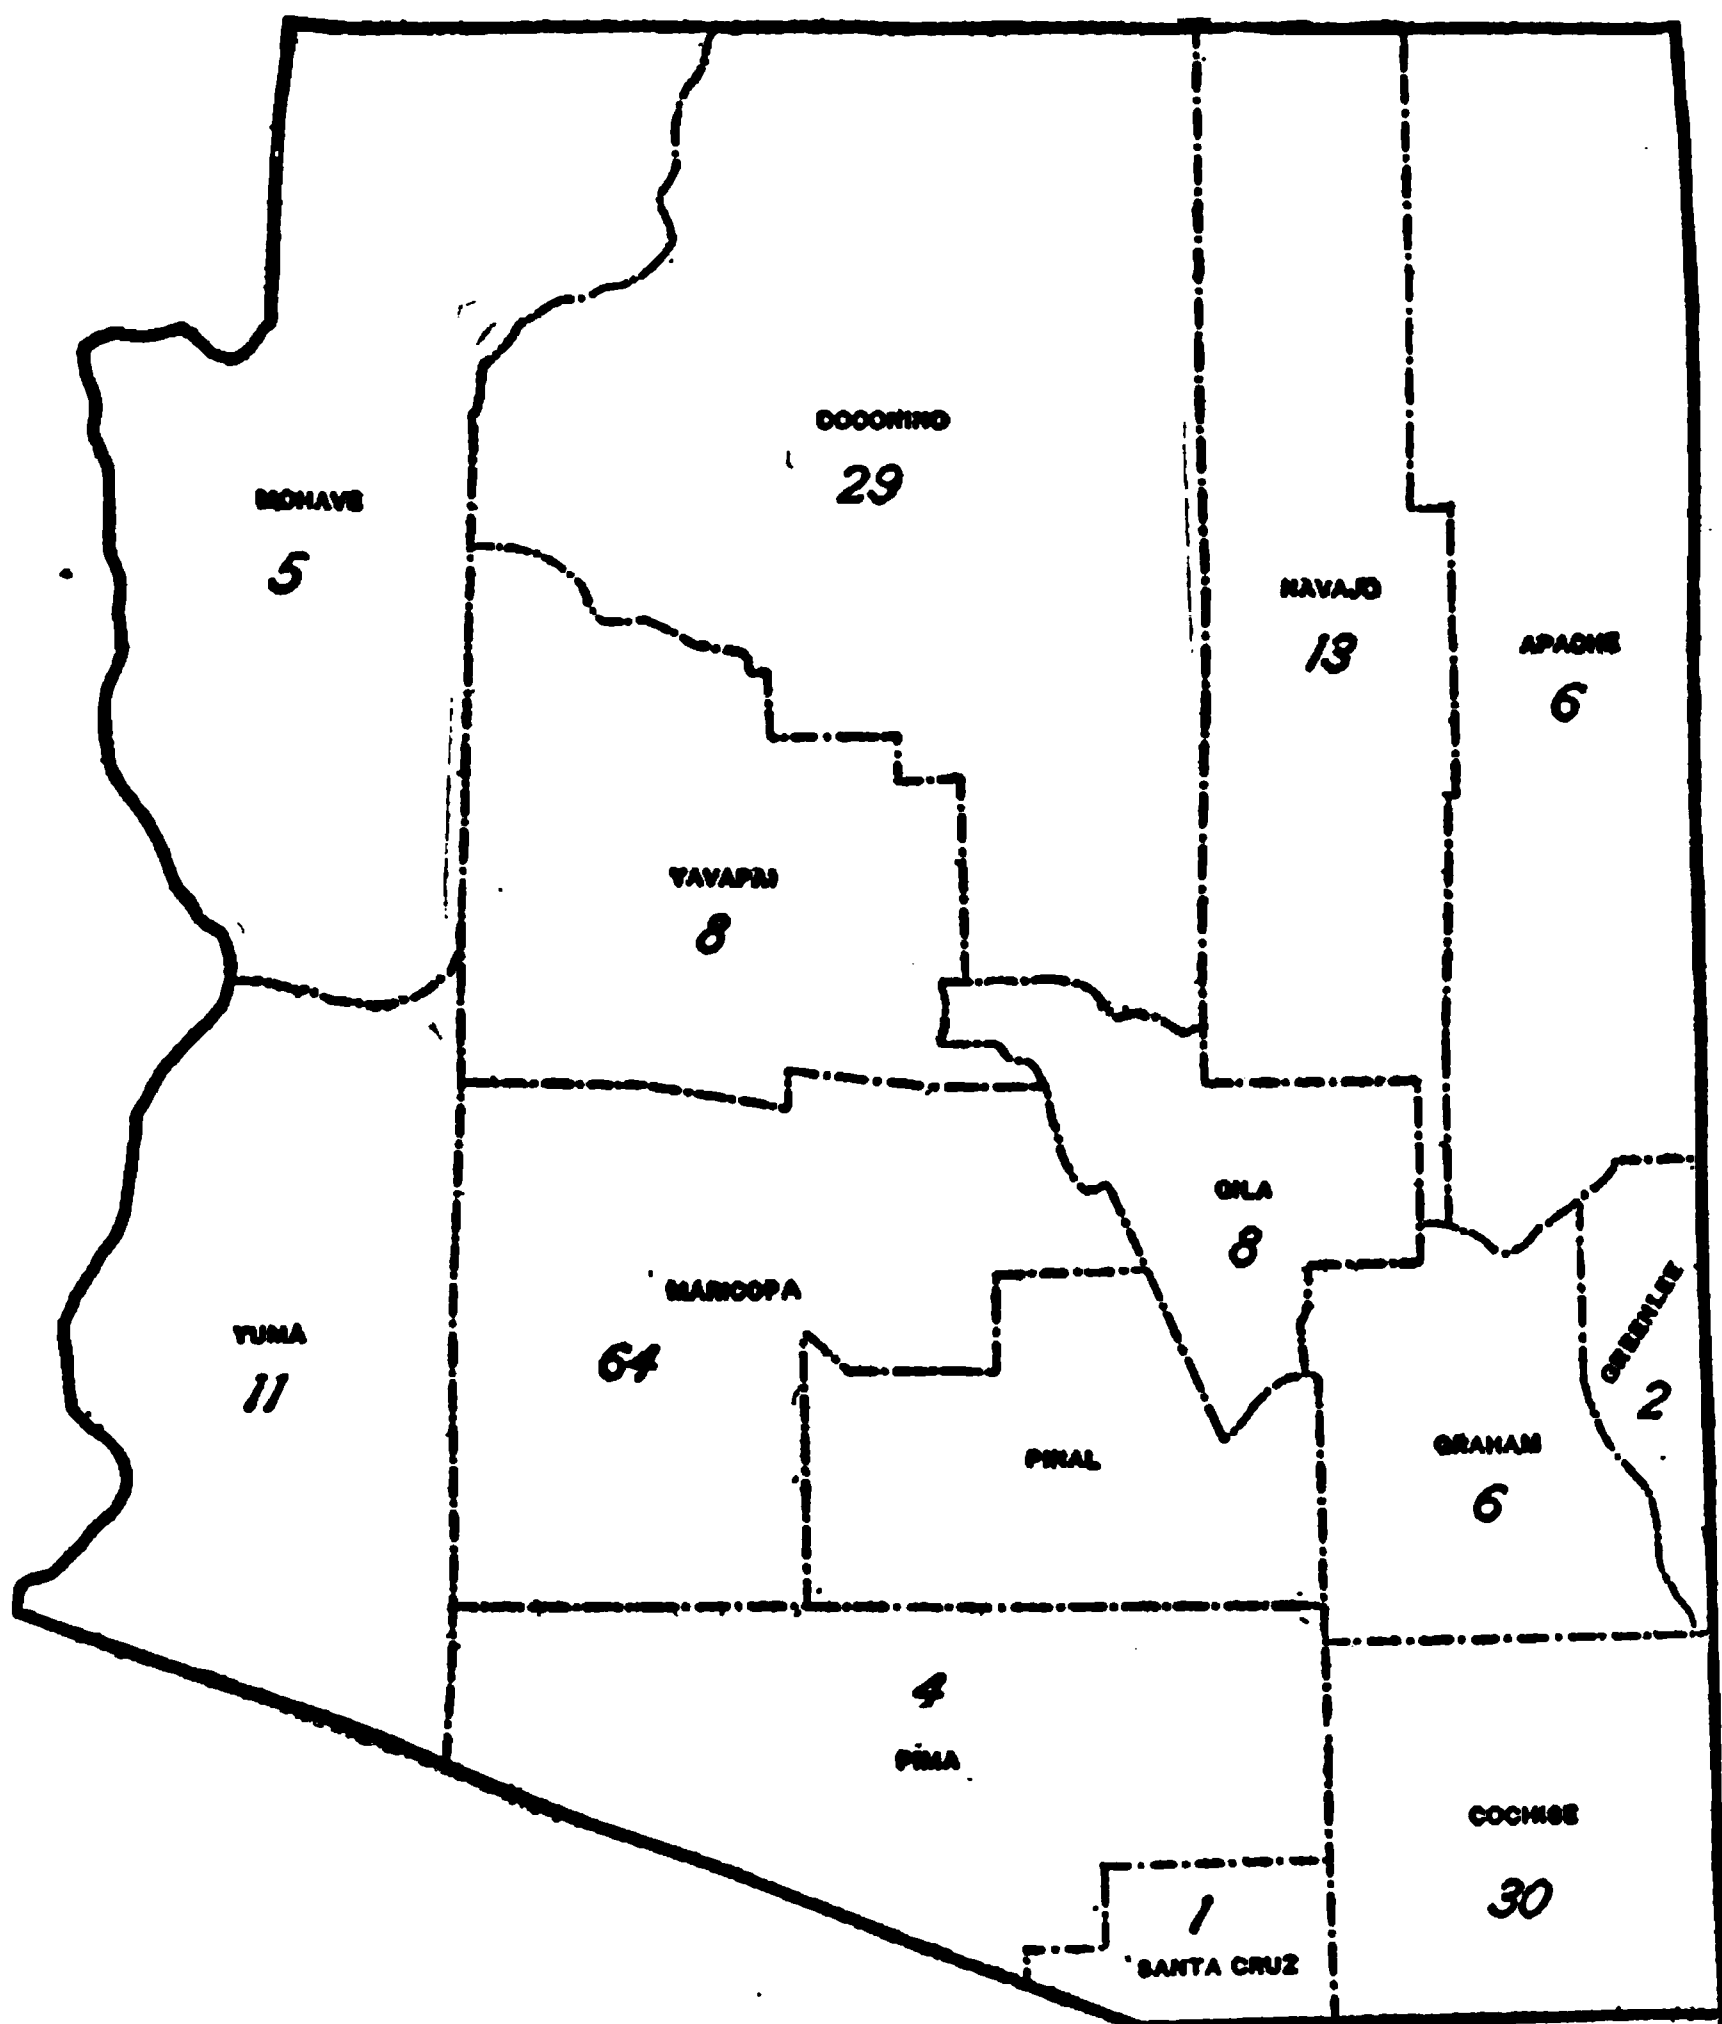 COCONINO
29
MOHAVE
5
NAVAJO
13
APACHE
6
YAVAPAI
8
GILA
8
MARICOPA
64
YUMA
11
GREENLEE
2
PINAL
GRAHAM
6
4
PIMA
COCHISE
30
1
SANTA CRUZ